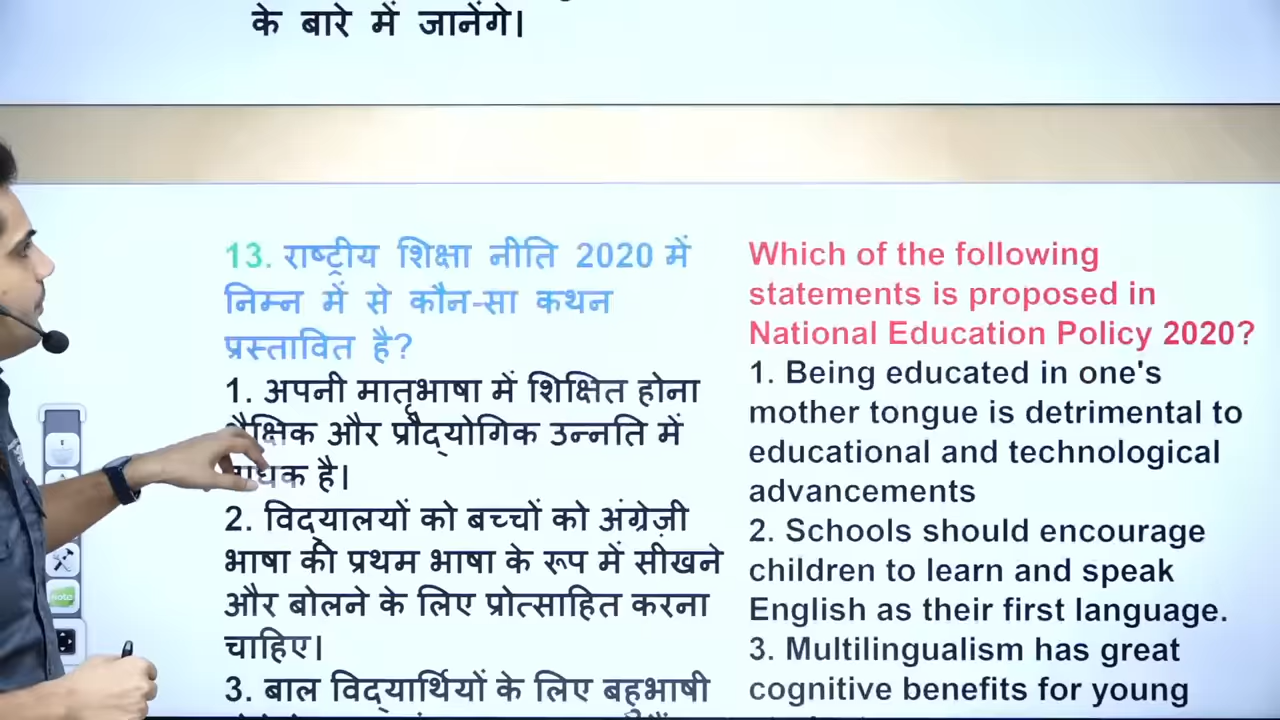 के बारे में जानेंगे।
13. राष्ट्रीय शिक्षा नीति 2020 में
निम्न में से कौन-सा कथन
प्रस्तावित है?
1. अपनी मातृभाषा में शिक्षित होना
और प्रौद्योगिक उन्नति में
है।
2. विद्यालयों को बच्चों को अंग्रेज़ी
भाषा की प्रथम भाषा के रूप में सीखने
और बोलने के लिए प्रोत्साहित करना
चाहिए।
3. बाल विद्यार्थियों के लिए बहुभाषी
Which of the following
statements is proposed in
National Education Policy 2020?
1. Being educated in one's
mother tongue is detrimental to
educational and technological
advancements
2. Schools should encourage
children to learn and speak
English as their first language.
3. Multilingualism has great
cognitive benefits for young